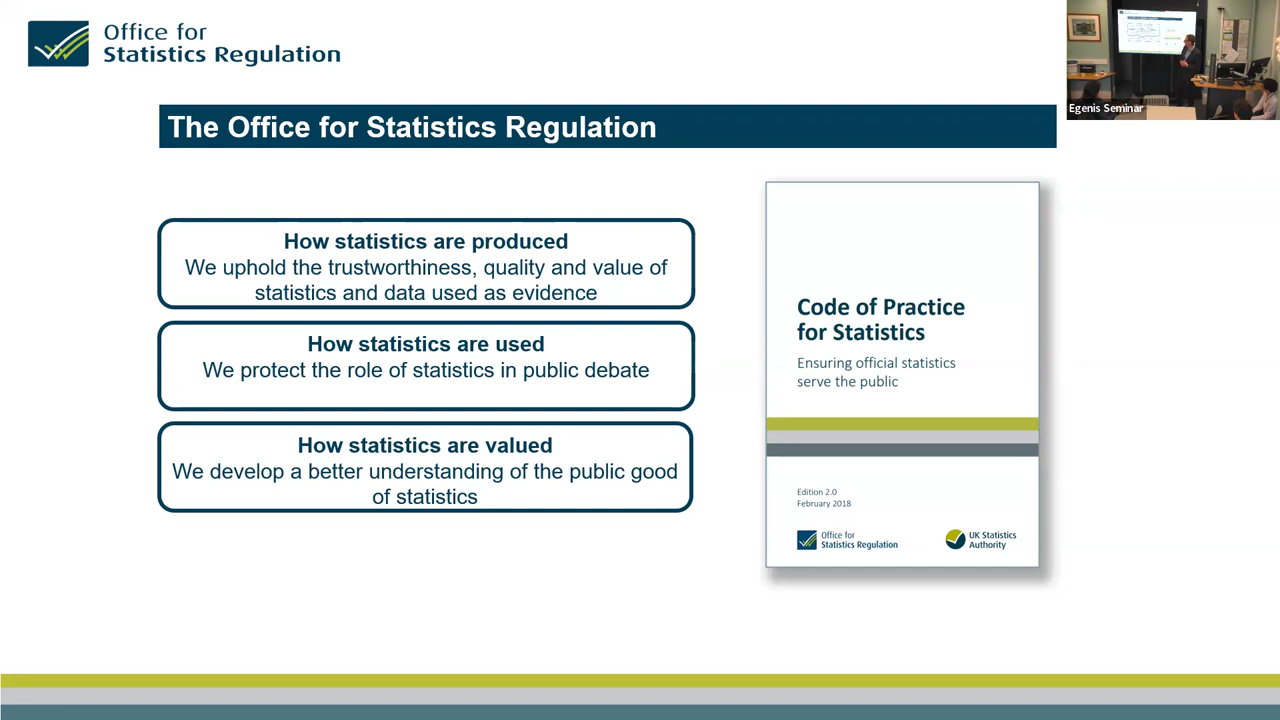 Office for
Statistics Regulation
Egenis Seminar
The Office for Statistics Regulation
How statistics are produced
We uphold the trustworthiness, quality and value of
statistics and data used as evidence
How statistics are used
We protect the role of statistics in public debate
How statistics are valued
We develop a better understanding of the public good
of statistics
Code of Practice
for Statistics
Ensuring official statistics
serve the public
Edition 2.0
February 2018
Office for
Statistics Regulation
UK Statistics
Authority